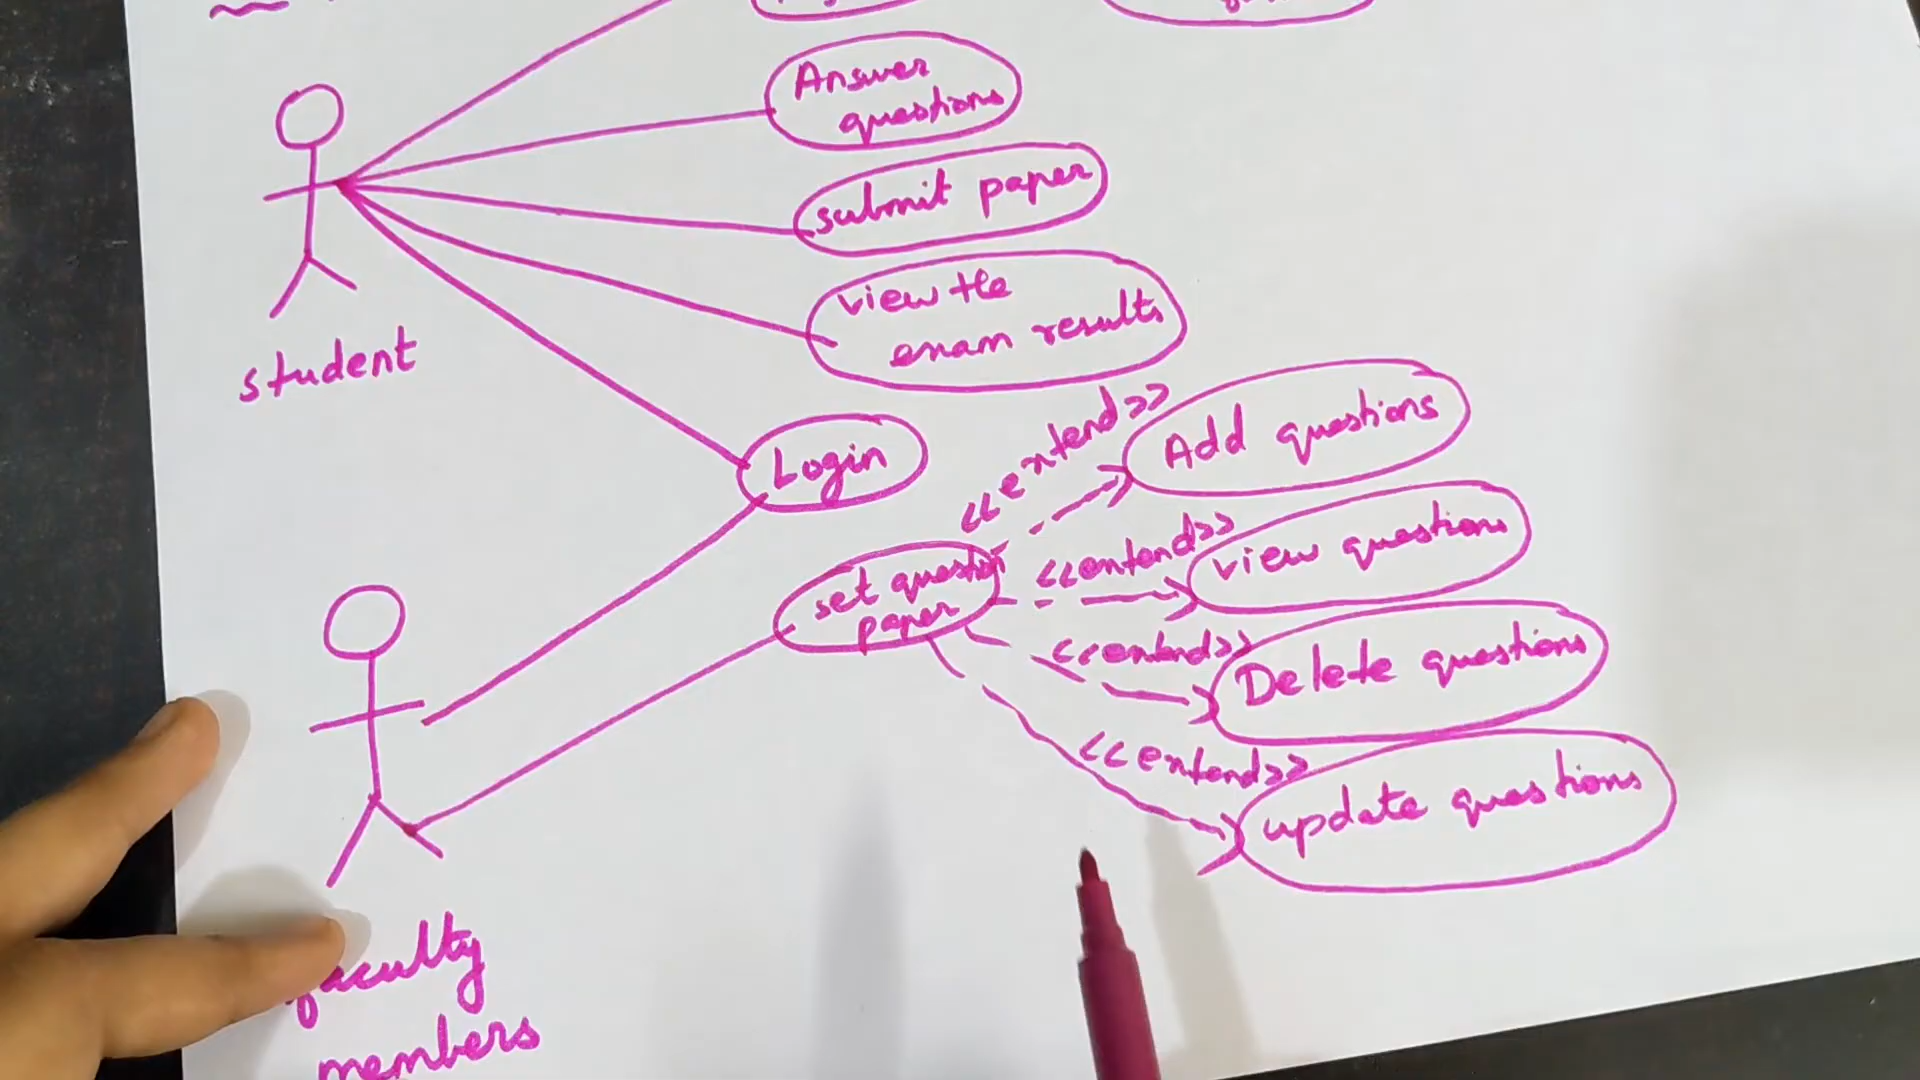 Answer
questions
submit paper
view the
exam results
student
Login
<<extend>>
Add questions
<<extend>>
view questions
set question
paper
<<extend>>
Delete questions
<<extend>>
update questions
faculty
members